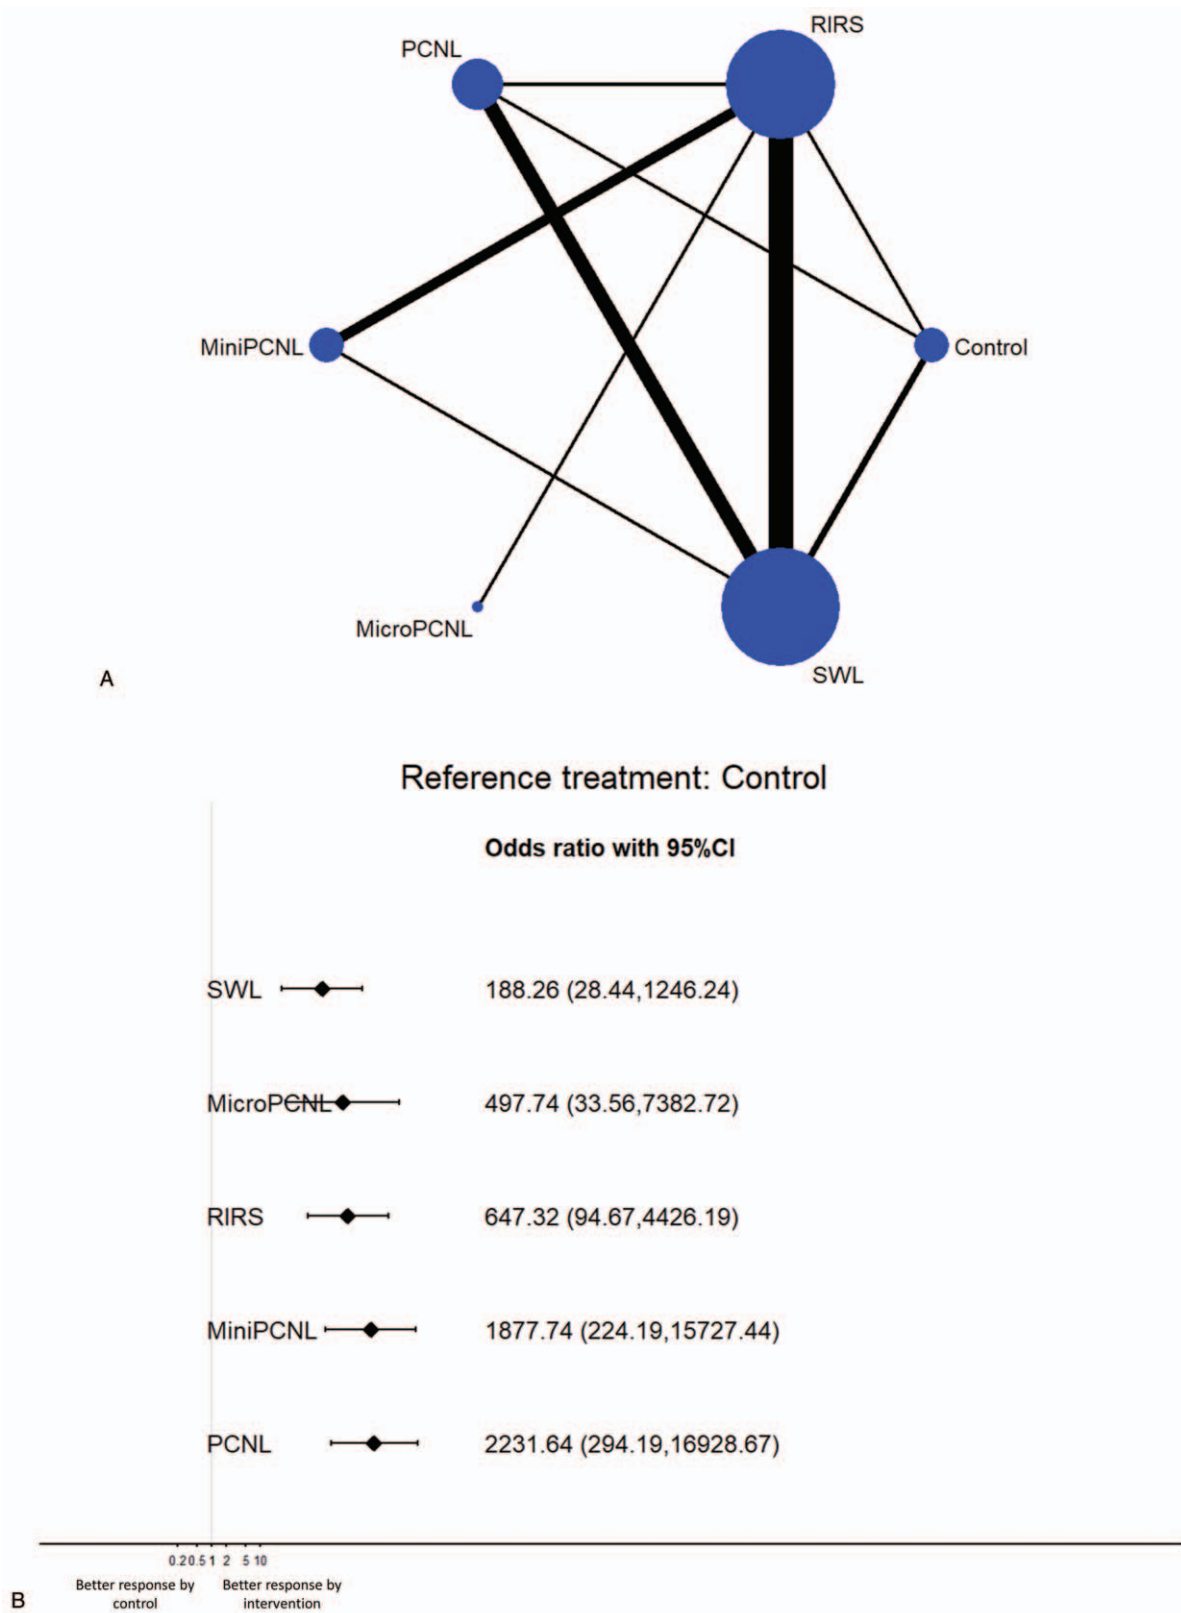 RIRS
PCNL
MiniPCNL
Control
MicroPCNL
SWL
A
Reference treatment: Control
Odds ratio with 95%CI
SWL 188.26 (28.44,1246.24)
MicroPCNL 497.74 (33.56,7382.72)
RIRS 647.32 (94.67,4426.19)
MiniPCNL 1877.74 (224.19,15727.44)
PCNL 2231.64 (294.19,16928.67)
0.2 0.5 1 2 5 10
Better response by control
Better response by intervention
B